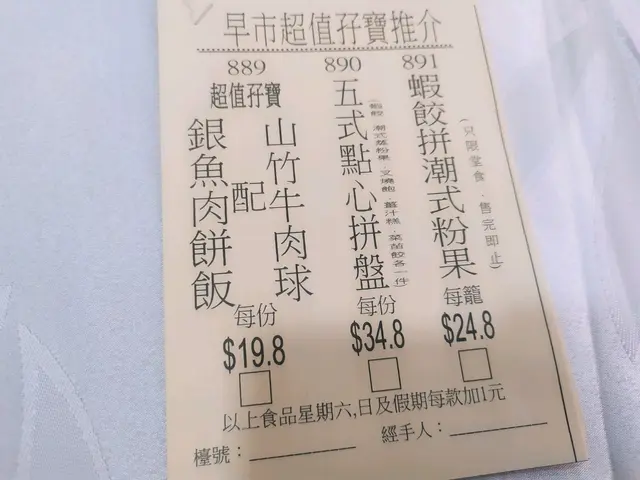 早市超值孖寶推介
889
超值孖寶
山竹牛肉球
配
銀魚肉餅飯
每份
$19.8
890
五式點心拼盤
(蝦餃．潮式蒸粉果．叉燒飽．薑汁糕．菜苗餃各一件)
每份
$34.8
891
蝦餃拼潮式粉果
(只限堂食．售完即止)
每籠
$24.8
以上食品星期六,日及假期每款加1元
檯號：
經手人：